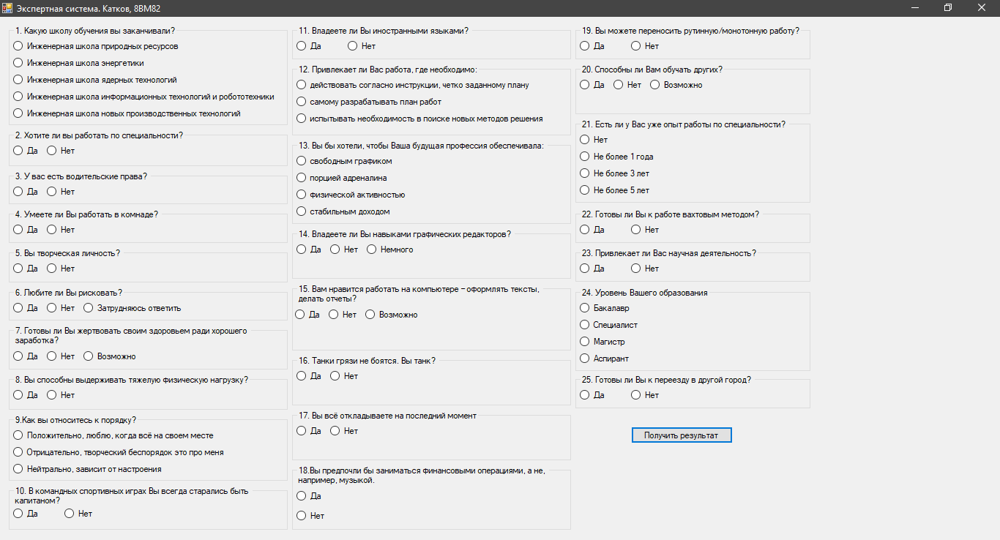 Экспертная система. Катков, 8ВМ82
1. Какую школу обучения вы заканчивали?
Инженерная школа природных ресурсов
Инженерная школа энергетики
Инженерная школа ядерных технологий
Инженерная школа информационных технологий и робототехники
Инженерная школа новых производственных технологий
2. Хотите ли вы работать по специальности?
Да Нет
3. У вас есть водительские права?
Да Нет
4. Умеете ли Вы работать в комнаде?
Да Нет
5. Вы творческая личность?
Да Нет
6. Любите ли Вы рисковать?
Да Нет Затрудняюсь ответить
7. Готовы ли Вы жертвовать своим здоровьем ради хорошего
заработка?
Да Нет Возможно
8. Вы способны выдерживать тяжелую физическую нагрузку?
Да Нет
9.Как вы относитесь к порядку?
Положительно, люблю, когда всё на своем месте
Отрицательно, творческий беспорядок это про меня
Нейтрально, зависит от настроения
10. В командных спортивных играх Вы всегда старались быть
капитаном?
Да Нет
11. Владеете ли Вы иностранными языками?
Да Нет
12. Привлекает ли Вас работа, где необходимо:
действовать согласно инструкции, четко заданному плану
самому разрабатывать план работ
испытывать необходимость в поиске новых методов решения
13. Вы бы хотели, чтобы Ваша будущая профессия обеспечивала:
свободным графиком
порцией адреналина
физической активностью
стабильным доходом
14. Владеете ли Вы навыками графических редакторов?
Да Нет Немного
15. Вам нравится работать на компьютере – оформлять тексты,
делать отчеты?
Да Нет Возможно
16. Танки грязи не боятся. Вы танк?
Да Нет
17. Вы всё откладываете на последний момент
Да Нет
18.Вы предпочли бы заниматься финансовыми операциями, а не,
например, музыкой.
Да
Нет
19. Вы можете переносить рутинную/монотонную работу?
Да Нет
20. Способны ли Вам обучать других?
Да Нет Возможно
21. Есть ли у Вас уже опыт работы по специальности?
Нет
Не более 1 года
Не более 3 лет
Не более 5 лет
22. Готовы ли Вы к работе вахтовым методом?
Да Нет
23. Привлекает ли Вас научная деятельность?
Да Нет
24. Уровень Вашего образования
Бакалавр
Специалист
Магистр
Аспирант
25. Готовы ли Вы к переезду в другой город?
Да Нет
Получить результат